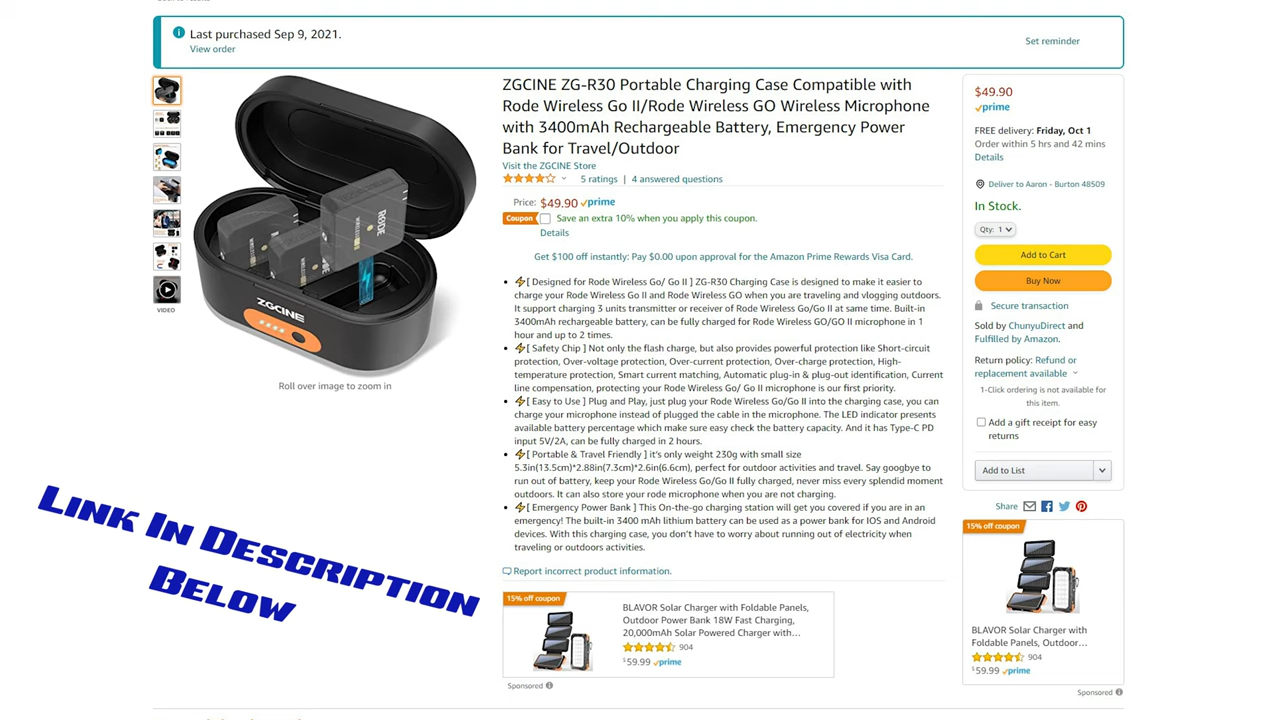 Last purchased Sep 9, 2021.
View order
Set reminder
VIDEO
Roll over image to zoom in
ZGCINE
RODE
ZGCINE ZG-R30 Portable Charging Case Compatible with
Rode Wireless Go II/Rode Wireless GO Wireless Microphone
with 3400mAh Rechargeable Battery, Emergency Power
Bank for Travel/Outdoor
Visit the ZGCINE Store
5 ratings | 4 answered questions
Price: $49.90 prime
Coupon Save an extra 10% when you apply this coupon.
Details
Get $100 off instantly: Pay $0.00 upon approval for the Amazon Prime Rewards Visa Card.
[ Designed for Rode Wireless Go/ Go II ] ZG-R30 Charging Case is designed to make it easier to
charge your Rode Wireless Go II and Rode Wireless GO when you are traveling and vlogging outdoors.
It support charging 3 units transmitter or receiver of Rode Wireless Go/Go II at same time. Built-in
3400mAh rechargeable battery, can be fully charged for Rode Wireless GO/GO II microphone in 1
hour and up to 2 times.
[ Safety Chip ] Not only the flash charge, but also provides powerful protection like Short-circuit
protection, Over-voltage protection, Over-current protection, Over-charge protection, High-
temperature protection, Smart current matching, Automatic plug-in & plug-out identification, Current
line compensation, protecting your Rode Wireless Go/ Go II microphone is our first priority.
[ Easy to Use ] Plug and Play, just plug your Rode Wireless Go/Go II into the charging case, you can
charge your microphone instead of plugged the cable in the microphone. The LED indicator presents
available battery percentage which make sure easy check the battery capacity. And it has Type-C PD
input 5V/2A, can be fully charged in 2 hours.
[ Portable & Travel Friendly ] it's only weight 230g with small size
5.3in(13.5cm)*2.88in(7.3cm)*2.6in(6.6cm), perfect for outdoor activities and travel. Say googbye to
run out of battery, keep your Rode Wireless Go/Go II fully charged, never miss every splendid moment
outdoors. It can also store your rode microphone when you are not charging.
[ Emergency Power Bank ] This On-the-go charging station will get you covered if you are in an
emergency! The built-in 3400 mAh lithium battery can be used as a power bank for IOS and Android
devices. With this charging case, you don't have to worry about running out of electricity when
traveling or outdoors activities.
Report incorrect product information.
15% off coupon
BLAVOR Solar Charger with Foldable Panels,
Outdoor Power Bank 18W Fast Charging,
20,000mAh Solar Powered Charger with...
904
$59.99 prime
Sponsored
$49.90
prime
FREE delivery: Friday, Oct 1
Order within 5 hrs and 42 mins
Details
Deliver to Aaron - Burton 48509
In Stock.
Qty: 1
Add to Cart
Buy Now
Secure transaction
Sold by ChunyuDirect and
Fulfilled by Amazon.
Return policy: Refund or
replacement available
1-Click ordering is not available for
this item.
Add a gift receipt for easy
returns
Add to List
Share
15% off coupon
BLAVOR Solar Charger with
Foldable Panels, Outdoor...
904
$59.99 prime
Sponsored
Link In Description
Below